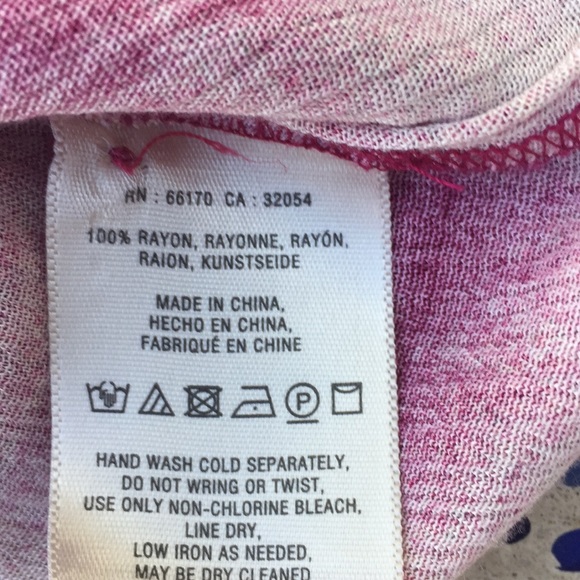 RN : 66170 CA : 32054
100% RAYON, RAYONNE, RAYÓN,
RAION, KUNSTSEIDE
MADE IN CHINA,
HECHO EN CHINA,
FABRIQUÉ EN CHINE
P
HAND WASH COLD SEPARATELY,
DO NOT WRING OR TWIST,
USE ONLY NON-CHLORINE BLEACH,
LINE DRY,
LOW IRON AS NEEDED,
MAY BE DRY CLEANED